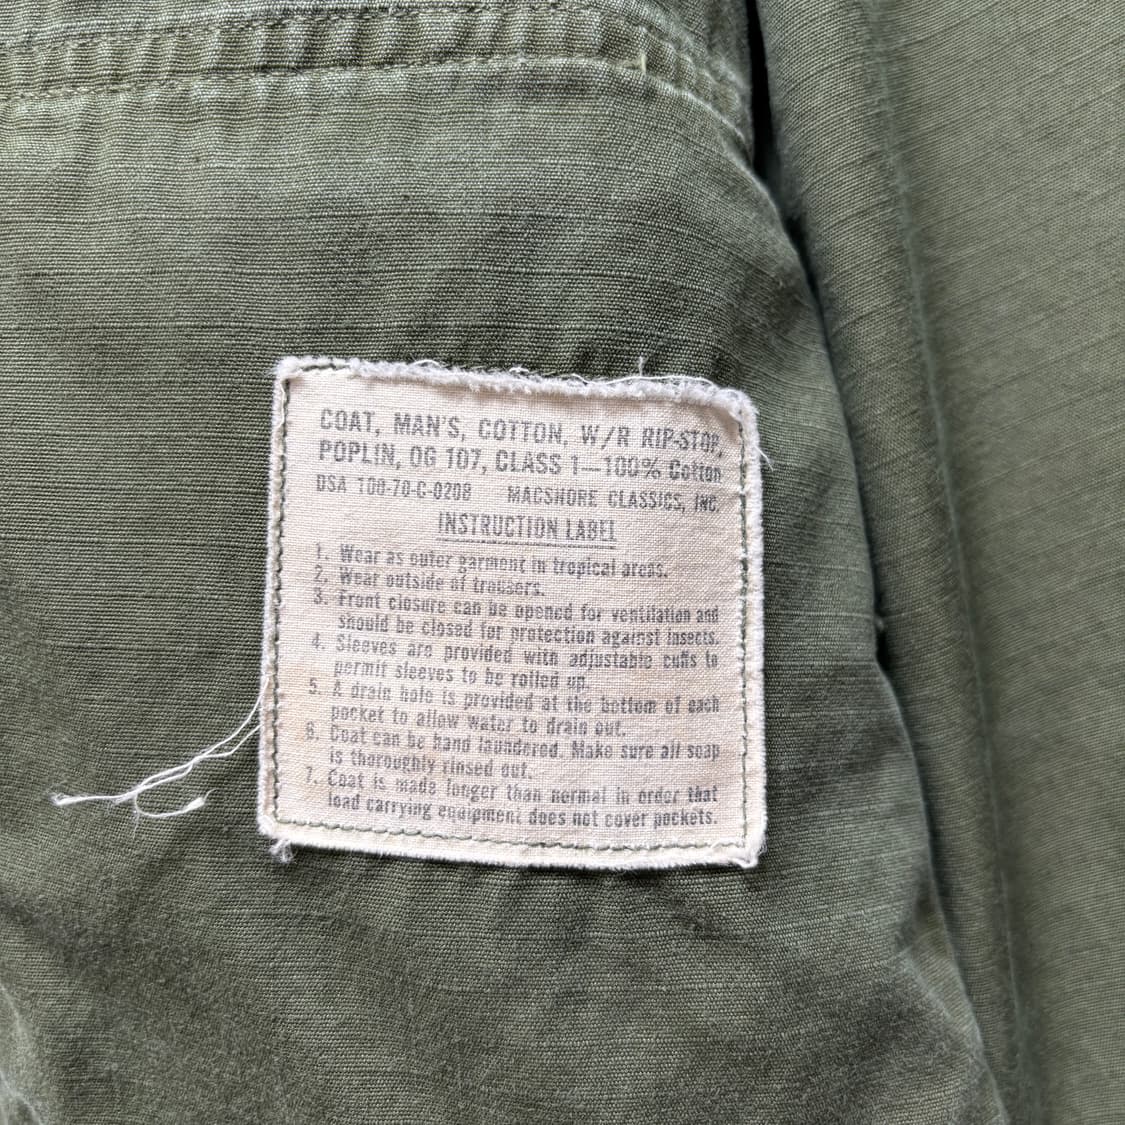 COAT, MAN'S, COTTON, W/R RIP-STOP,
POPLIN, OG 107, CLASS 1—100% Cotton
DSA 100-70-C-0208 MACSHORE CLASSICS, INC.
INSTRUCTION LABEL
1. Wear as outer garment in tropical areas.
2. Wear outside of trousers.
3. Front closure can be opened for ventilation and
should be closed for protection against insects.
4. Sleeves are provided with adjustable cuffs to
permit sleeves to be rolled up.
5. A drain hole is provided at the bottom of each
pocket to allow water to drain out.
6. Coat can be hand laundered. Make sure all soap
is thoroughly rinsed out.
7. Coat is made longer than normal in order that
load carrying equipment does not cover pockets.